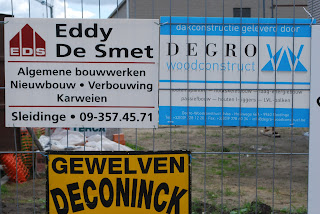 Eddy
De Smet
EDS
Algemene bouwwerken
Nieuwbouw • Verbouwing
Karweien
Sleidinge • 09-357.45.71
dakconstructie geleverd door
DEGRO
woodconstruct
GEWELVEN
DECONINCK